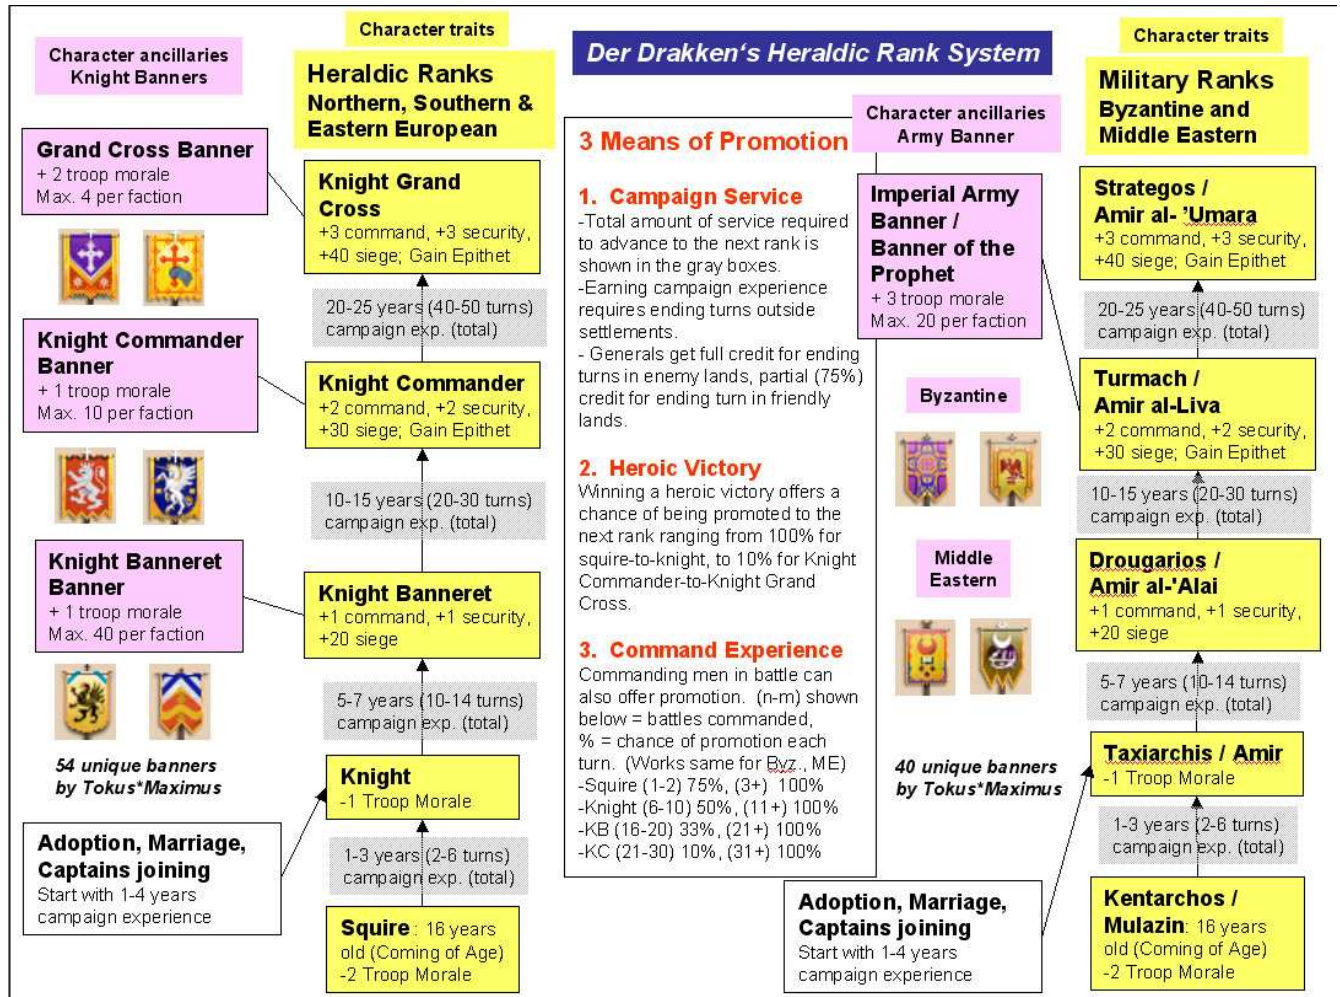 Character ancillaries
Knight Banners
Grand Cross Banner
+ 2 troop morale
Max. 4 per faction
Knight Commander
Banner
+ 1 troop morale
Max. 10 per faction
Knight Banneret
Banner
+ 1 troop morale
Max. 40 per faction
54 unique banners
by Tokus*Maximus
Adoption, Marriage,
Captains joining
Start with 1-4 years
campaign experience
Character traits
Heraldic Ranks
Northern, Southern &
Eastern European
Knight Grand
Cross
+3 command, +3 security,
+40 siege; Gain Epithet
20-25 years (40-50 turns)
campaign exp. (total)
Knight Commander
+2 command, +2 security,
+30 siege; Gain Epithet
10-15 years (20-30 turns)
campaign exp. (total)
Knight Banneret
+1 command, +1 security,
+20 siege
5-7 years (10-14 turns)
campaign exp. (total)
Knight
-1 Troop Morale
1-3 years (2-6 turns)
campaign exp. (total)
Squire : 16 years
old (Coming of Age)
-2 Troop Morale
Der Drakken's Heraldic Rank System
3 Means of Promotion
1. Campaign Service
-Total amount of service required
to advance to the next rank is
shown in the gray boxes.
-Earning campaign experience
requires ending turns outside
settlements.
- Generals get full credit for ending
turns in enemy lands, partial (75%)
credit for ending turn in friendly
lands.
2. Heroic Victory
Winning a heroic victory offers a
chance of being promoted to the
next rank ranging from 100% for
squire-to-knight, to 10% for Knight
Commander-to-Knight Grand
Cross.
3. Command Experience
Commanding men in battle can
also offer promotion. (n-m) shown
below = battles commanded,
% = chance of promotion each
turn. (Works same for Byz., ME)
-Squire (1-2) 75%, (3+) 100%
-Knight (6-10) 50%, (11+) 100%
-KB (16-20) 33%, (21+) 100%
-KC (21-30) 10%, (31+) 100%
Character ancillaries
Army Banner
Imperial Army
Banner /
Banner of the
Prophet
+ 3 troop morale
Max. 20 per faction
Byzantine
Middle
Eastern
40 unique banners
by Tokus*Maximus
Adoption, Marriage,
Captains joining
Start with 1-4 years
campaign experience
Character traits
Military Ranks
Byzantine and
Middle Eastern
Strategos /
Amir al- 'Umara
+3 command, +3 security,
+40 siege; Gain Epithet
20-25 years (40-50 turns)
campaign exp. (total)
Turmach /
Amir al-Liva
+2 command, +2 security,
+30 siege; Gain Epithet
10-15 years (20-30 turns)
campaign exp. (total)
Drougarios /
Amir al-'Alai
+1 command, +1 security,
+20 siege
5-7 years (10-14 turns)
campaign exp. (total)
Taxiarchis / Amir
-1 Troop Morale
1-3 years (2-6 turns)
campaign exp. (total)
Kentarchos /
Mulazin: 16 years
old (Coming of Age)
-2 Troop Morale